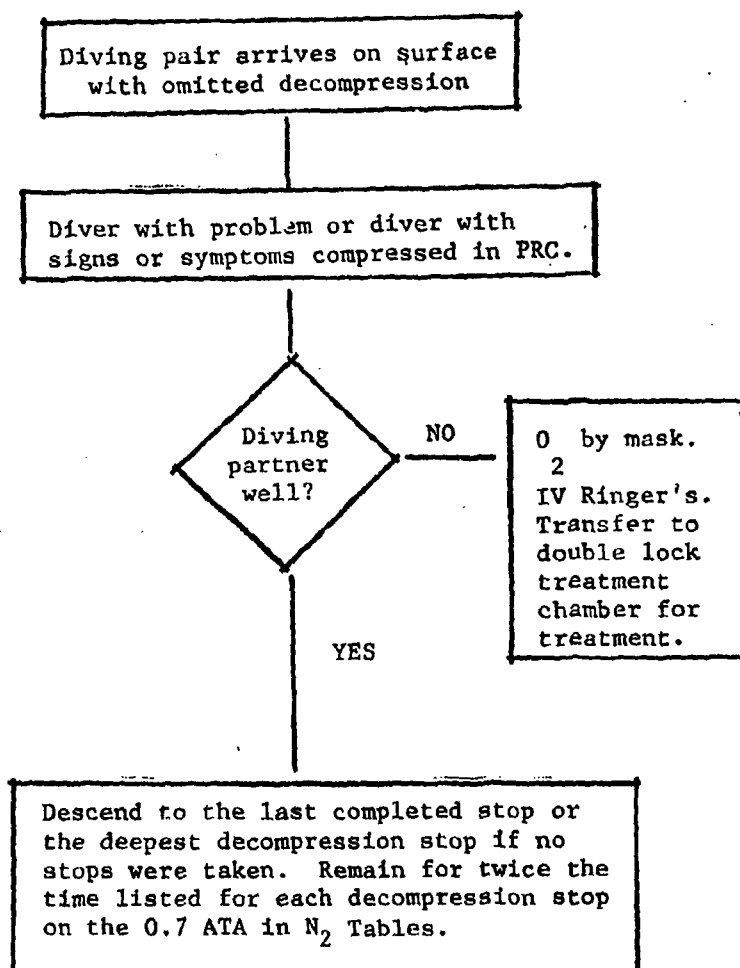 Diving pair arrives on surface
with omitted decompression
Diver with problem or diver with
signs or symptoms compressed in PRC.
Diving
partner
well?
NO
O2 by mask.
IV Ringer's.
Transfer to
double lock
treatment
chamber for
treatment.
YES
Descend to the last completed stop or
the deepest decompression stop if no
stops were taken. Remain for twice the
time listed for each decompression stop
on the 0.7 ATA in N2 Tables.